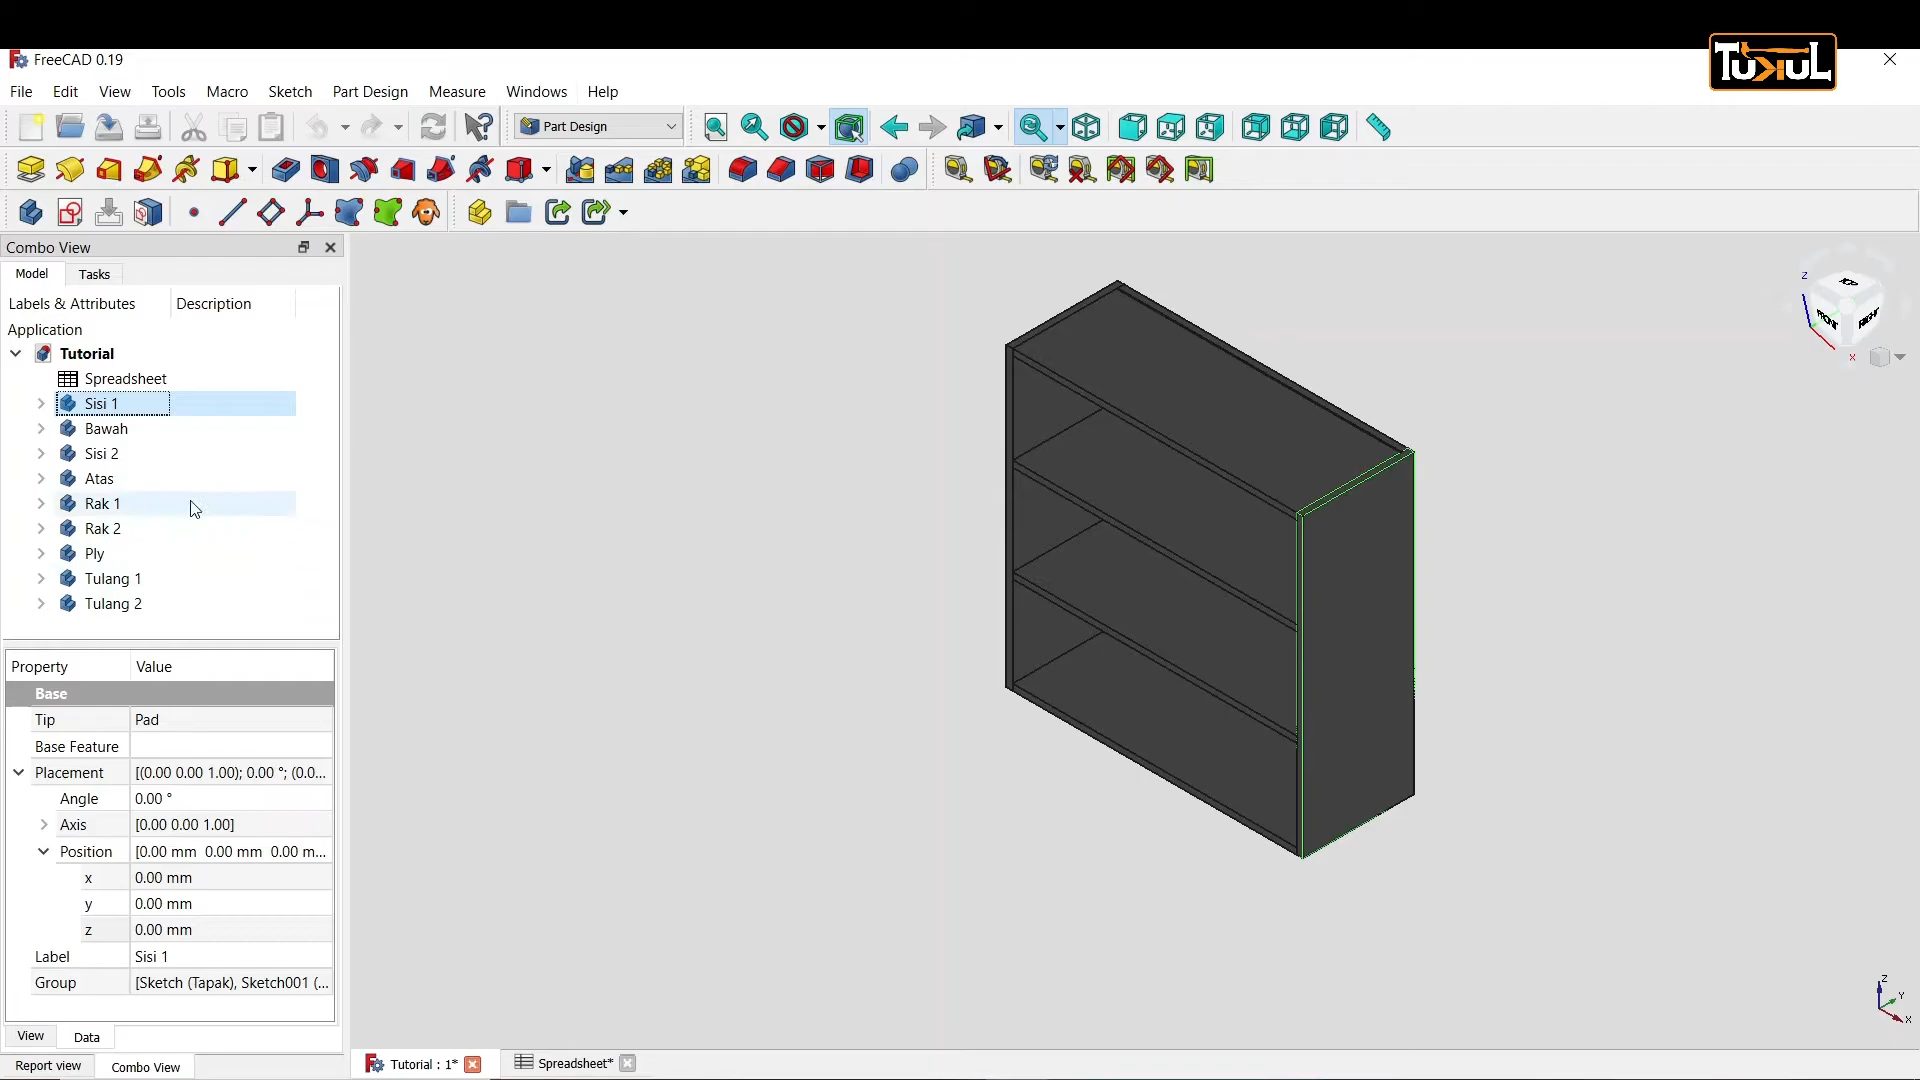 TUKUL
FreeCAD 0.19
File Edit View Tools Macro Sketch Part Design Measure Windows Help
Part Design
Combo View
Model Tasks
Labels & Attributes Description
Application
Tutorial
Spreadsheet
Sisi 1
Bawah
Sisi 2
Atas
Rak 1
Rak 2
Ply
Tulang 1
Tulang 2
Property Value
Base
Tip Pad
Base Feature
Placement [(0.00 0.00 1.00); 0.00 °; (0.0...
Angle 0.00 °
Axis [0.00 0.00 1.00]
Position [0.00 mm 0.00 mm 0.00 m...
x 0.00 mm
y 0.00 mm
z 0.00 mm
Label Sisi 1
Group [Sketch (Tapak), Sketch001 (...
View Data
Report view Combo View
Tutorial : 1* Spreadsheet*
Z
TOP
FRONT RIGHT
X
Z
Y
X